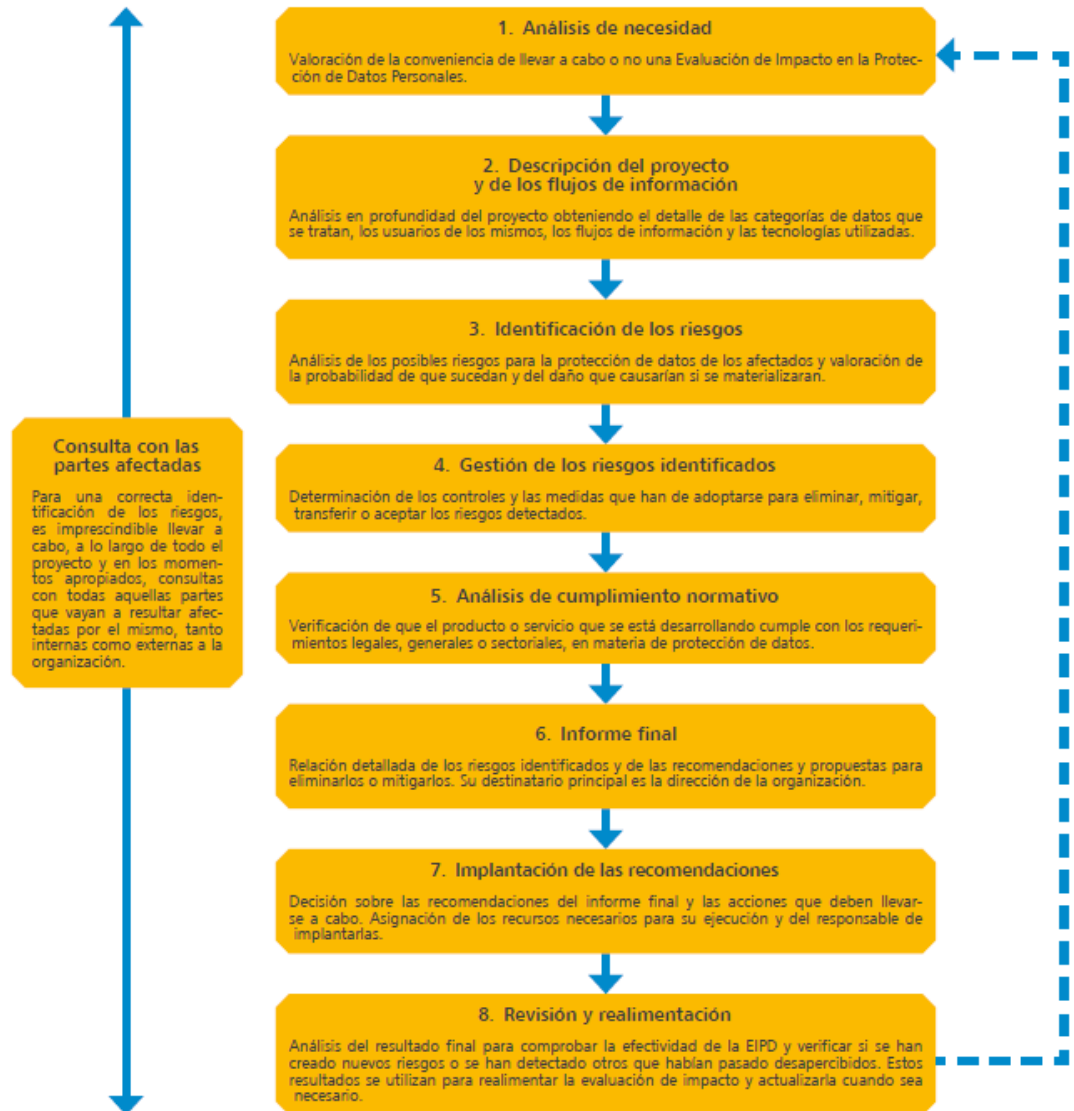 1. Análisis de necesidad
Valoración de la conveniencia de llevar a cabo o no una Evaluación de Impacto en la Protec-
ción de Datos Personales.
2. Descripción del proyecto
y de los flujos de información
Análisis en profundidad del proyecto obteniendo el detalle de las categorías de datos que
se tratan, los usuarios de los mismos, los flujos de información y las tecnologías utilizadas.
3. Identificación de los riesgos
Análisis de los posibles riesgos para la protección de datos de los afectados y valoración de
la probabilidad de que sucedan y del daño que causarían si se materializaran.
Consulta con las
partes afectadas
Para una correcta iden-
tificación de los riesgos,
es imprescindible llevar a
cabo, a lo largo de todo el
proyecto y en los momen-
tos apropiados, consultas
con todas aquellas partes
que vayan a resultar afec-
tadas por el mismo, tanto
internas como externas a la
organización.
4. Gestión de los riesgos identificados
Determinación de los controles y las medidas que han de adoptarse para eliminar, mitigar,
transferir o aceptar los riesgos detectados.
5. Análisis de cumplimiento normativo
Verificación de que el producto o servicio que se está desarrollando cumple con los requeri-
mientos legales, generales o sectoriales, en materia de protección de datos.
6. Informe final
Relación detallada de los riesgos identificados y de las recomendaciones y propuestas para
eliminarlos o mitigarlos. Su destinatario principal es la dirección de la organización.
7. Implantación de las recomendaciones
Decisión sobre las recomendaciones del informe final y las acciones que deben llevar-
se a cabo. Asignación de los recursos necesarios para su ejecución y del responsable de
implantarlas.
8. Revisión y realimentación
Análisis del resultado final para comprobar la efectividad de la EIPD y verificar si se han
creado nuevos riesgos o se han detectado otros que habían pasado desapercibidos. Estos
resultados se utilizan para realimentar la evaluación de impacto y actualizarla cuando sea
necesario.